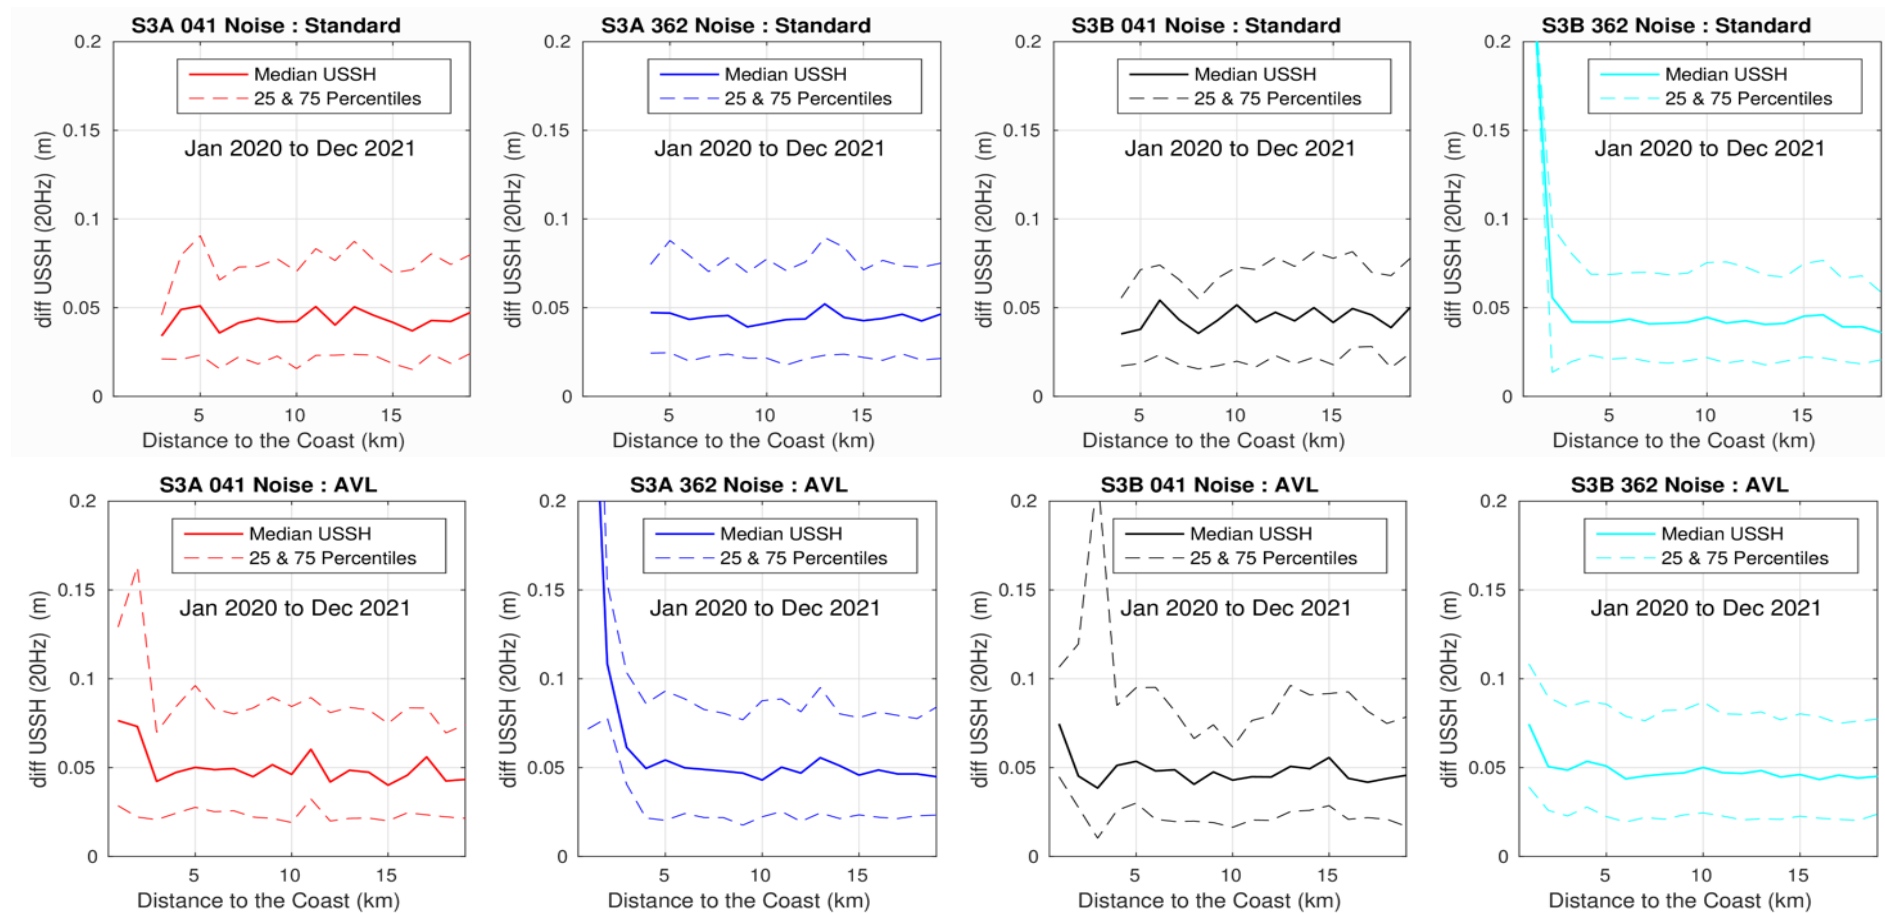 S3A 041 Noise : Standard
0.2
0.15
0.1
0.05
0
diff USSH (20Hz) (m)
Median USSH
25 & 75 Percentiles
Jan 2020 to Dec 2021
5 10 15
Distance to the Coast (km)
S3A 362 Noise : Standard
0.2
0.15
0.1
0.05
0
diff USSH (20Hz) (m)
Median USSH
25 & 75 Percentiles
Jan 2020 to Dec 2021
5 10 15
Distance to the Coast (km)
S3B 041 Noise : Standard
0.2
0.15
0.1
0.05
0
diff USSH (20Hz) (m)
Median USSH
25 & 75 Percentiles
Jan 2020 to Dec 2021
5 10 15
Distance to the Coast (km)
S3B 362 Noise : Standard
0.2
0.15
0.1
0.05
0
diff USSH (20Hz) (m)
Median USSH
25 & 75 Percentiles
Jan 2020 to Dec 2021
5 10 15
Distance to the Coast (km)
S3A 041 Noise : AVL
0.2
0.15
0.1
0.05
0
diff USSH (20Hz) (m)
Median USSH
25 & 75 Percentiles
Jan 2020 to Dec 2021
5 10 15
Distance to the Coast (km)
S3A 362 Noise : AVL
0.2
0.15
0.1
0.05
0
diff USSH (20Hz) (m)
Median USSH
25 & 75 Percentiles
Jan 2020 to Dec 2021
5 10 15
Distance to the Coast (km)
S3B 041 Noise : AVL
0.2
0.15
0.1
0.05
0
diff USSH (20Hz) (m)
Median USSH
25 & 75 Percentiles
Jan 2020 to Dec 2021
5 10 15
Distance to the Coast (km)
S3B 362 Noise : AVL
0.2
0.15
0.1
0.05
0
diff USSH (20Hz) (m)
Median USSH
25 & 75 Percentiles
Jan 2020 to Dec 2021
5 10 15
Distance to the Coast (km)